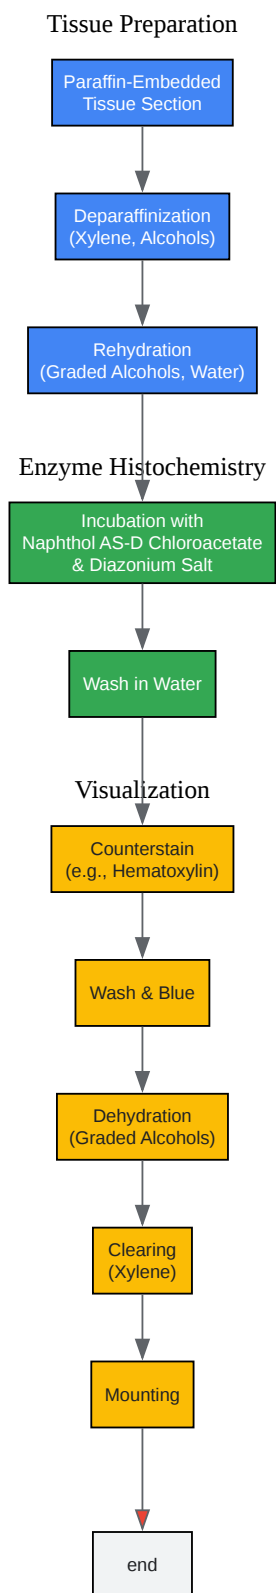 Tissue Preparation
Paraffin-Embedded
Tissue Section
Deparaffinization
(Xylene, Alcohols)
Rehydration
(Graded Alcohols, Water)
Enzyme Histochemistry
Incubation with
Naphthol AS-D Chloroacetate
& Diazonium Salt
Wash in Water
Visualization
Counterstain
(e.g., Hematoxylin)
Wash & Blue
Dehydration
(Graded Alcohols)
Clearing
(Xylene)
Mounting
end